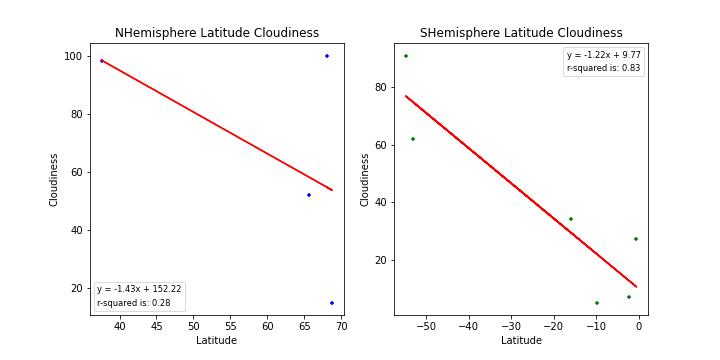 NHemisphere Latitude Cloudiness
100
80
60
40
20
Cloudiness
y = -1.43x + 152.22
r-squared is: 0.28
40 45 50 55 60 65 70
Latitude
SHemisphere Latitude Cloudiness
80
60
40
20
Cloudiness
y = -1.22x + 9.77
r-squared is: 0.83
−50 −40 −30 −20 −10 0
Latitude